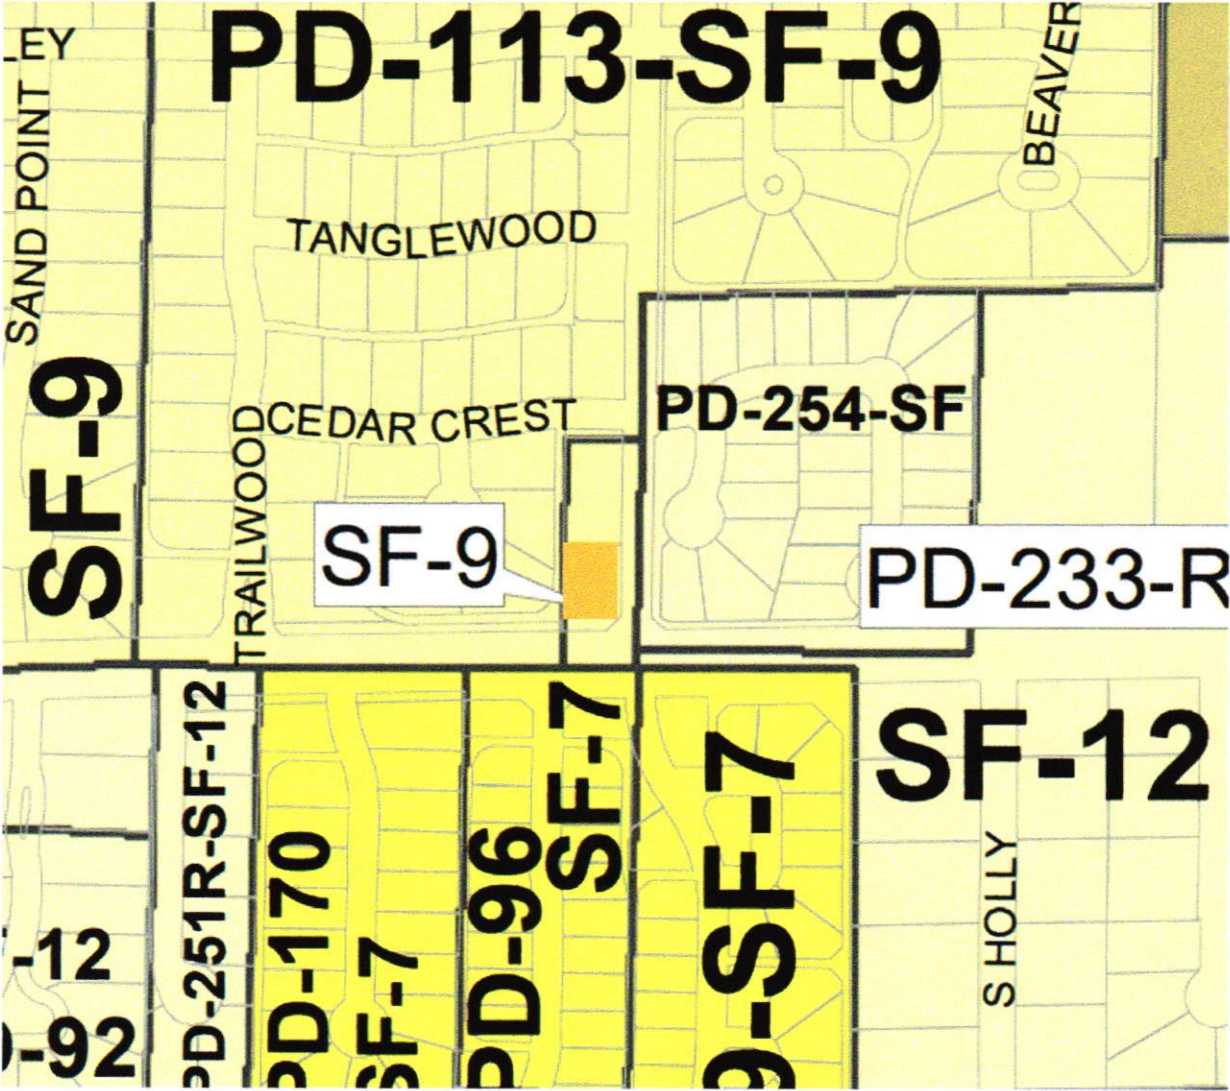 PD-113-SF-9
LEY
SAND POINT
BEAVER
TANGLEWOOD
SF-9
CEDAR CREST
PD-254-SF
TRAILWOOD
SF-9
PD-233-R
PD-251R-SF-12
PD-170
SF-7
PD-96
SF-7
9-SF-7
SF-12
S HOLLY
-12
-92